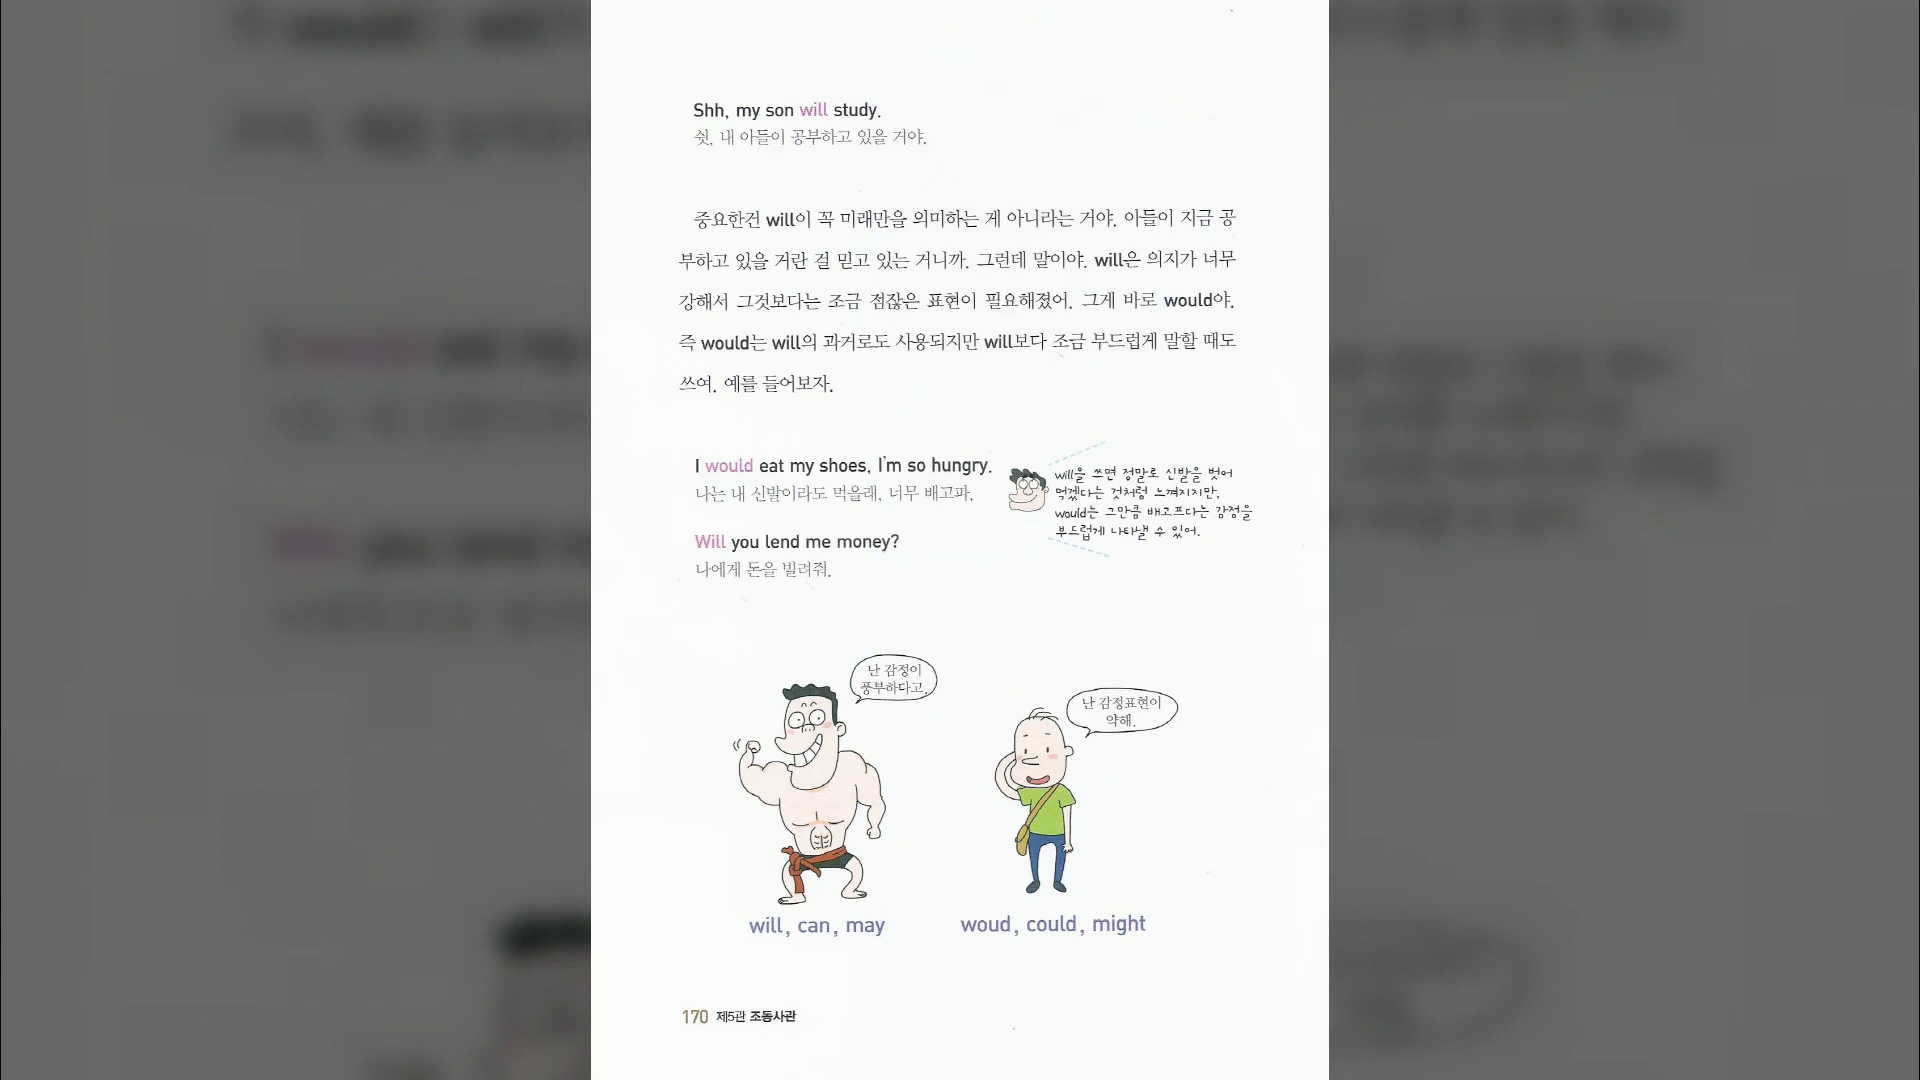 Shh, my son will study.
쉿, 내 아들이 공부하고 있을 거야.
중요한건 will이 꼭 미래만을 의미하는 게 아니라는 거야. 아들이 지금 공
부하고 있을 거란 걸 믿고 있는 거니까. 그런데 말이야. will은 의지가 너무
강해서 그것보다는 조금 점잖은 표현이 필요해졌어. 그게 바로 would야.
즉 would는 will의 과거로도 사용되지만 will보다 조금 부드럽게 말할 때도
쓰여. 예를 들어보자.
I would eat my shoes, I'm so hungry.
나는 내 신발이라도 먹을래, 너무 배고파.
will을 쓰면 정말로 신발을 벗어
먹겠다는 것처럼 느껴지지만,
would는 그만큼 배고프다는 감정을
부드럽게 나타낼 수 있어.
Will you lend me money?
나에게 돈을 빌려줘.
난 감정이
풍부하다고.
난 감정표현이
약해.
will, can, may
woud, could, might
170 제5관 조동사관